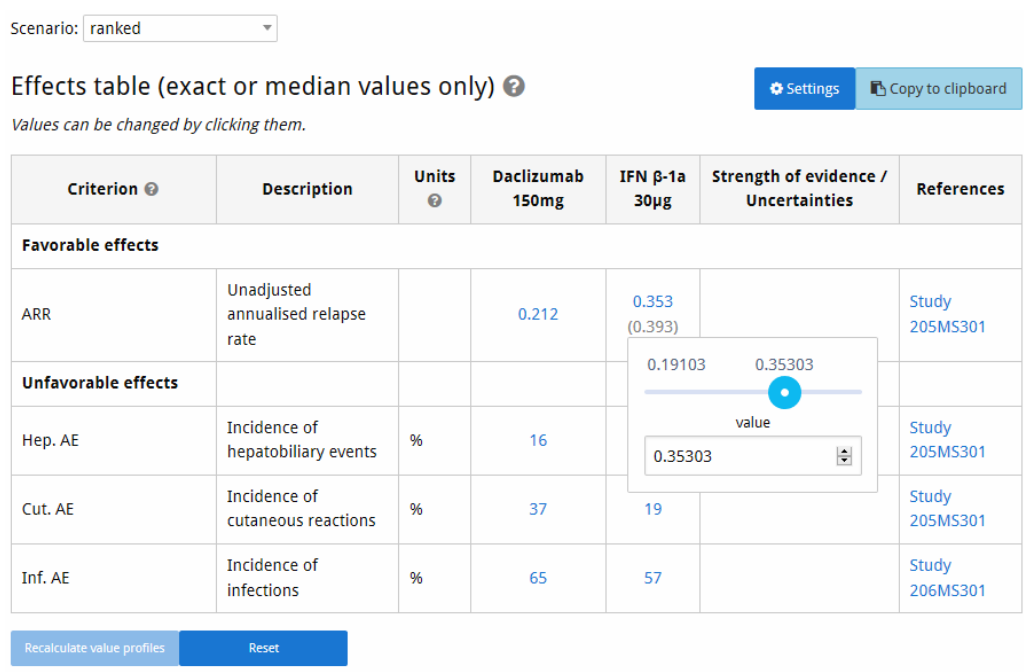 Scenario: ranked
Effects table (exact or median values only) ?
Settings
Copy to clipboard
Values can be changed by clicking them.
Criterion ?
Description
Units
?
Daclizumab
150mg
IFN β-1a
30μg
Strength of evidence /
Uncertainties
References
Favorable effects
ARR
Unadjusted
annualised relapse
rate
0.212
0.353
(0.393)
Study
205MS301
0.19103 0.35303
value
0.35303
Unfavorable effects
Hep. AE
Incidence of
hepatobiliary events
%
16
Study
205MS301
Cut. AE
Incidence of
cutaneous reactions
%
37
19
Study
205MS301
Inf. AE
Incidence of
infections
%
65
57
Study
206MS301
Recalculate value profiles
Reset